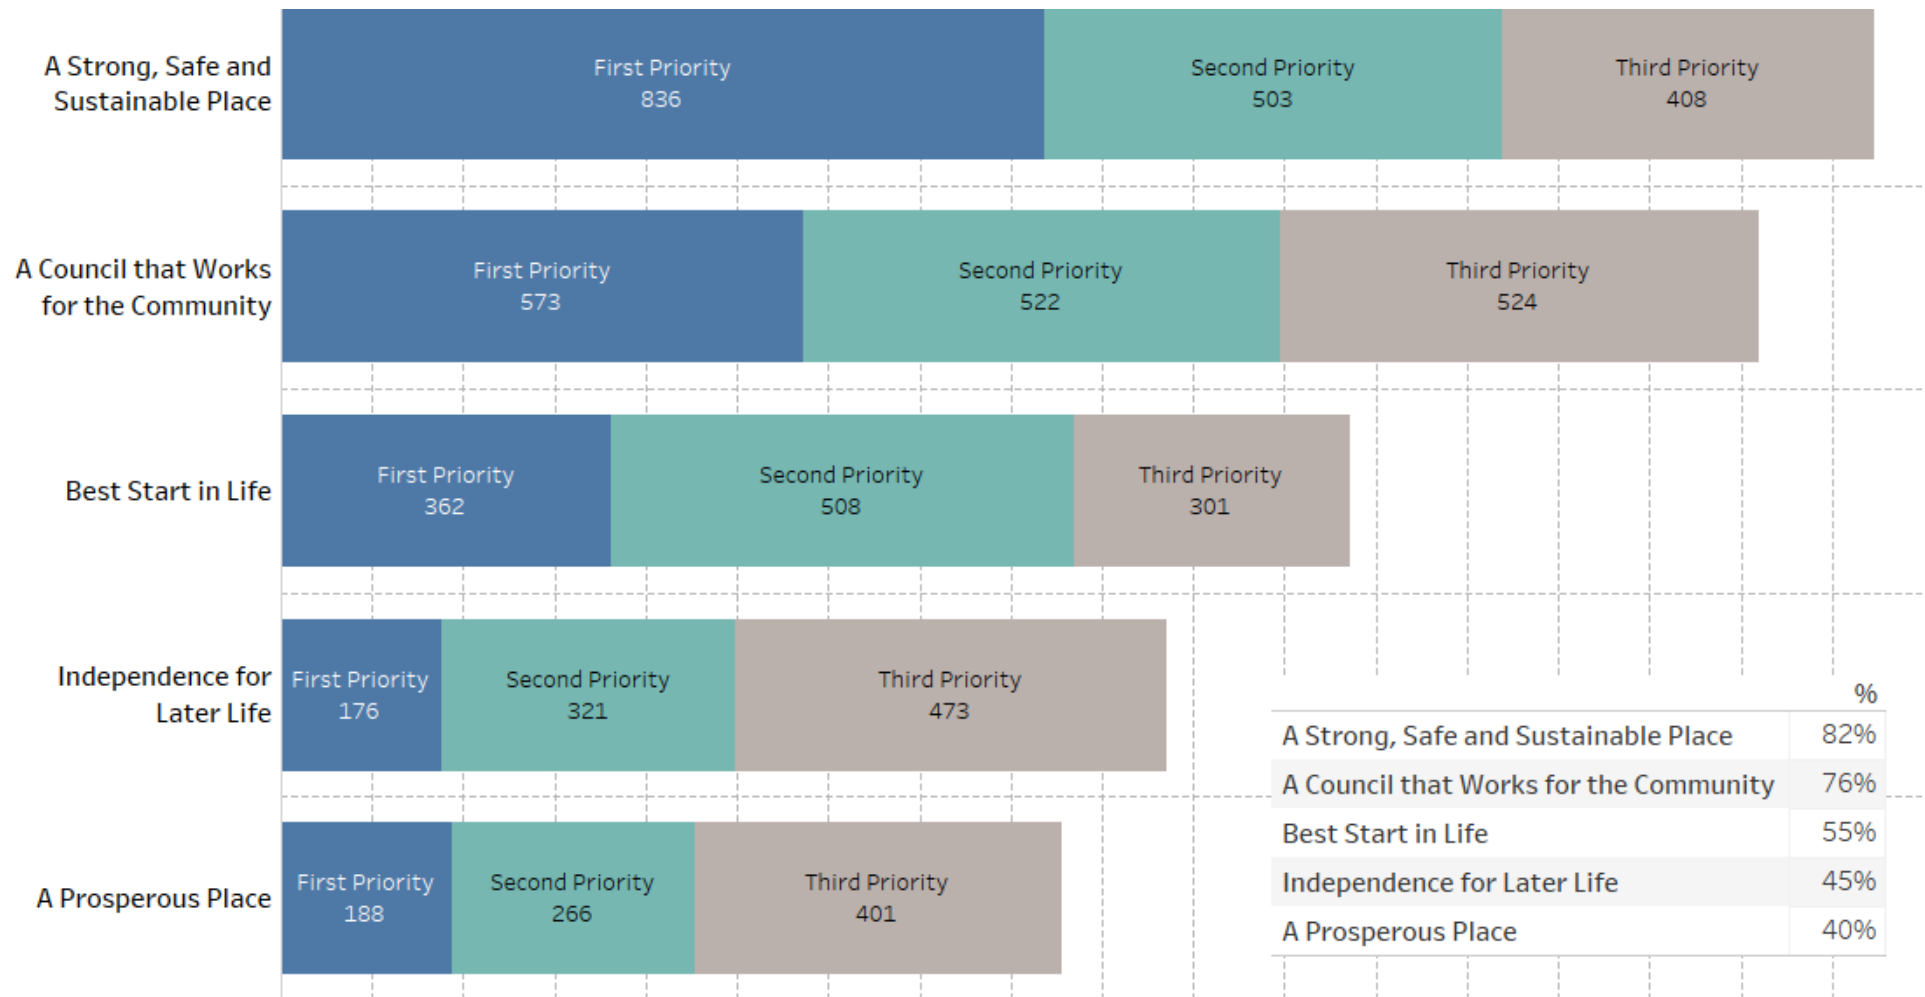 A Strong, Safe and
Sustainable Place
First Priority
836
Second Priority
503
Third Priority
408
A Council that Works
for the Community
First Priority
573
Second Priority
522
Third Priority
524
Best Start in Life
First Priority
362
Second Priority
508
Third Priority
301
Independence for
Later Life
First Priority
176
Second Priority
321
Third Priority
473
A Prosperous Place
First Priority
188
Second Priority
266
Third Priority
401
%
A Strong, Safe and Sustainable Place 82%
A Council that Works for the Community 76%
Best Start in Life 55%
Independence for Later Life 45%
A Prosperous Place 40%